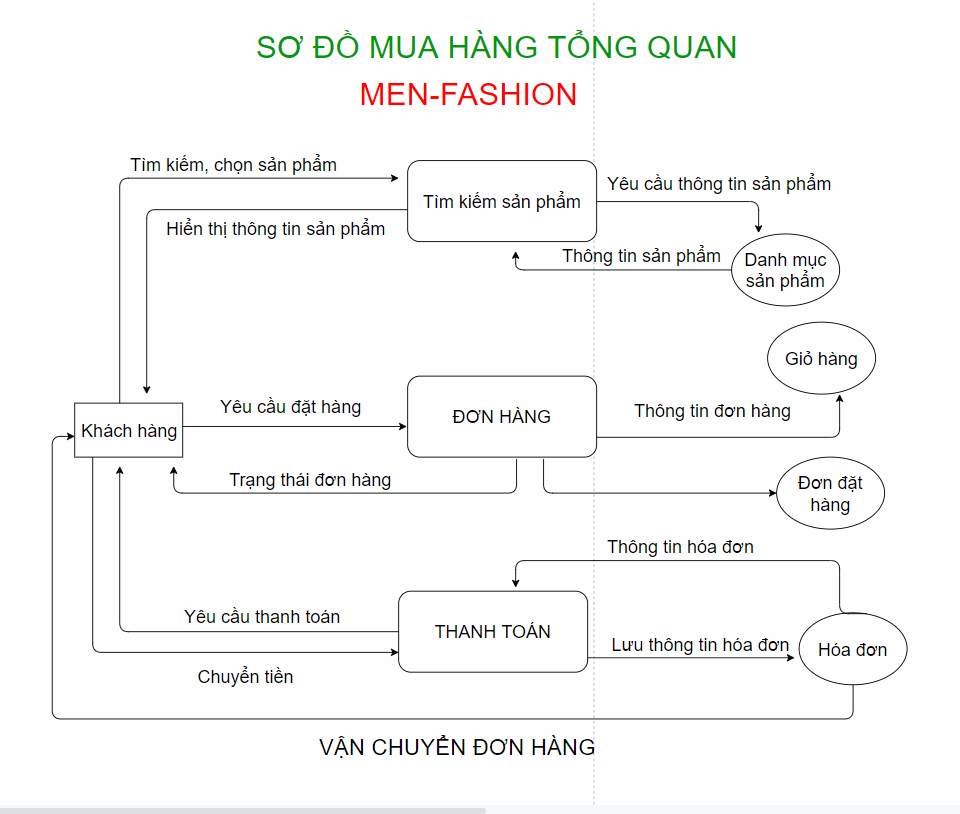 SƠ ĐỒ MUA HÀNG TỔNG QUAN
MEN-FASHION
Tìm kiếm, chọn sản phẩm
Tìm kiếm sản phẩm
Yêu cầu thông tin sản phẩm
Hiển thị thông tin sản phẩm
Thông tin sản phẩm
Danh mục
sản phẩm
Giỏ hàng
Khách hàng
Yêu cầu đặt hàng
ĐƠN HÀNG
Thông tin đơn hàng
Trạng thái đơn hàng
Đơn đặt
hàng
Thông tin hóa đơn
Yêu cầu thanh toán
THANH TOÁN
Lưu thông tin hóa đơn
Hóa đơn
Chuyển tiền
VẬN CHUYỂN ĐƠN HÀNG